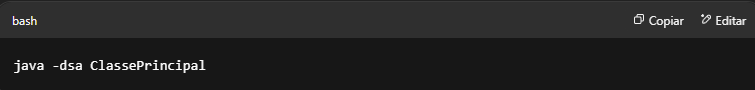 bash
Copiar
Editar
java -dsa ClassePrincipal